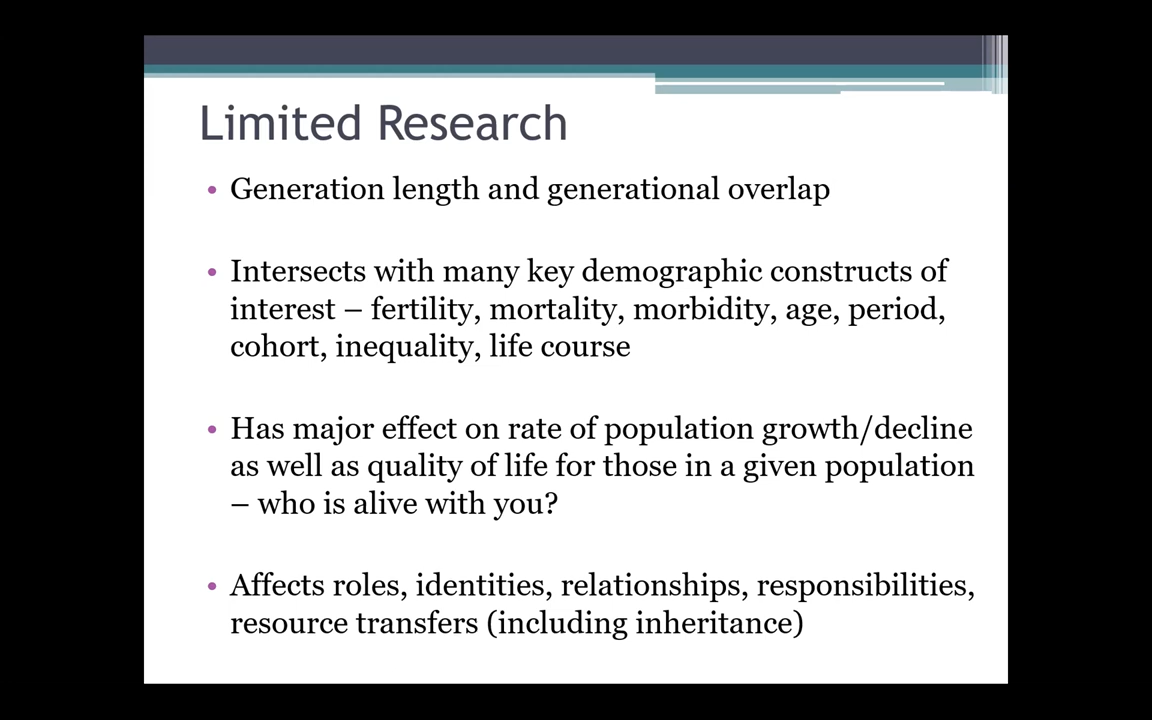 Limited Research
• Generation length and generational overlap
• Intersects with many key demographic constructs of
interest – fertility, mortality, morbidity, age, period,
cohort, inequality, life course
• Has major effect on rate of population growth/decline
as well as quality of life for those in a given population
– who is alive with you?
• Affects roles, identities, relationships, responsibilities,
resource transfers (including inheritance)